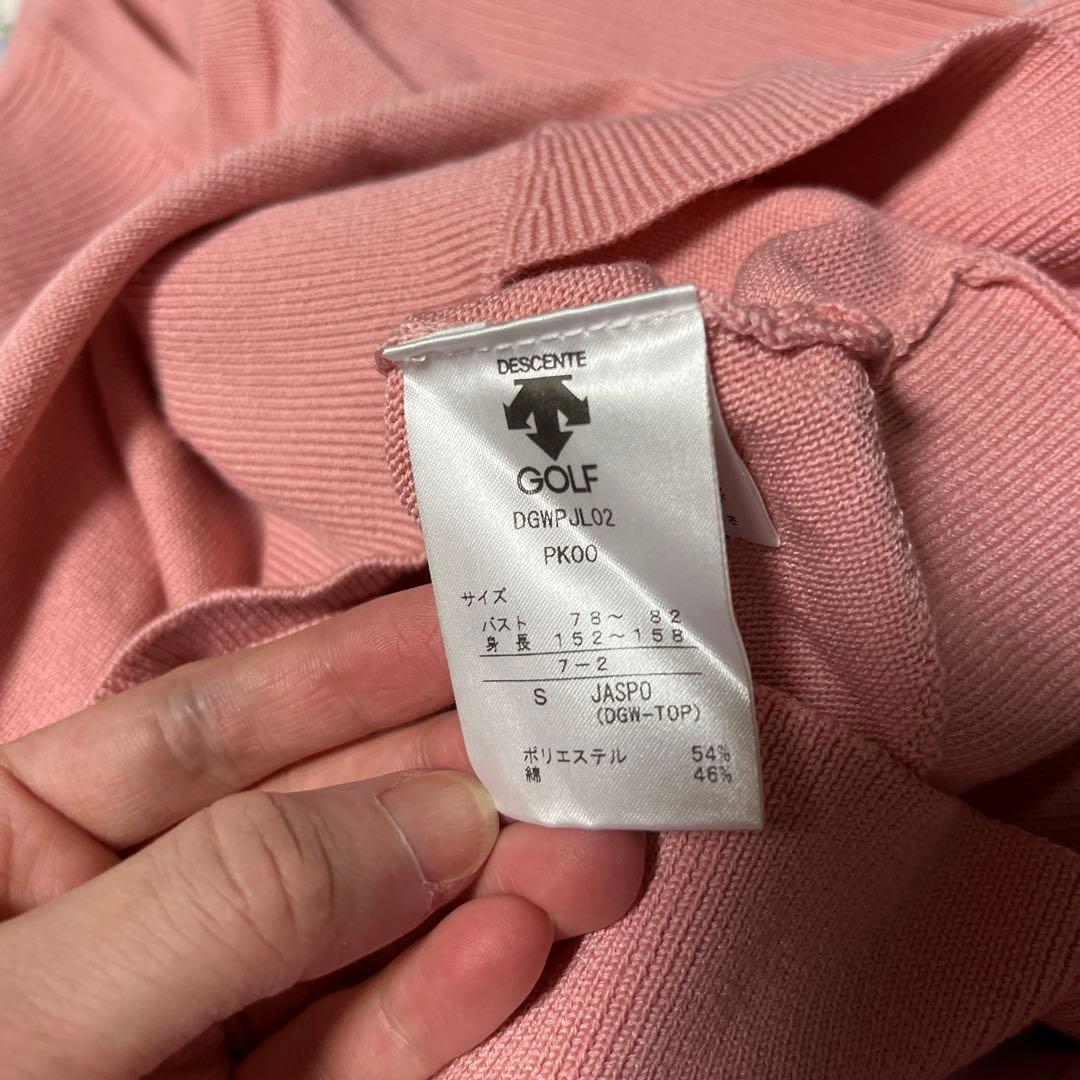 DESCENTE
GOLF
DGWPJL02
PK00
サイズ
バスト 78～ 82
身長 152～158
7-2
S JASPO
(DGW-TOP)
ポリエステル 54%
綿 46%